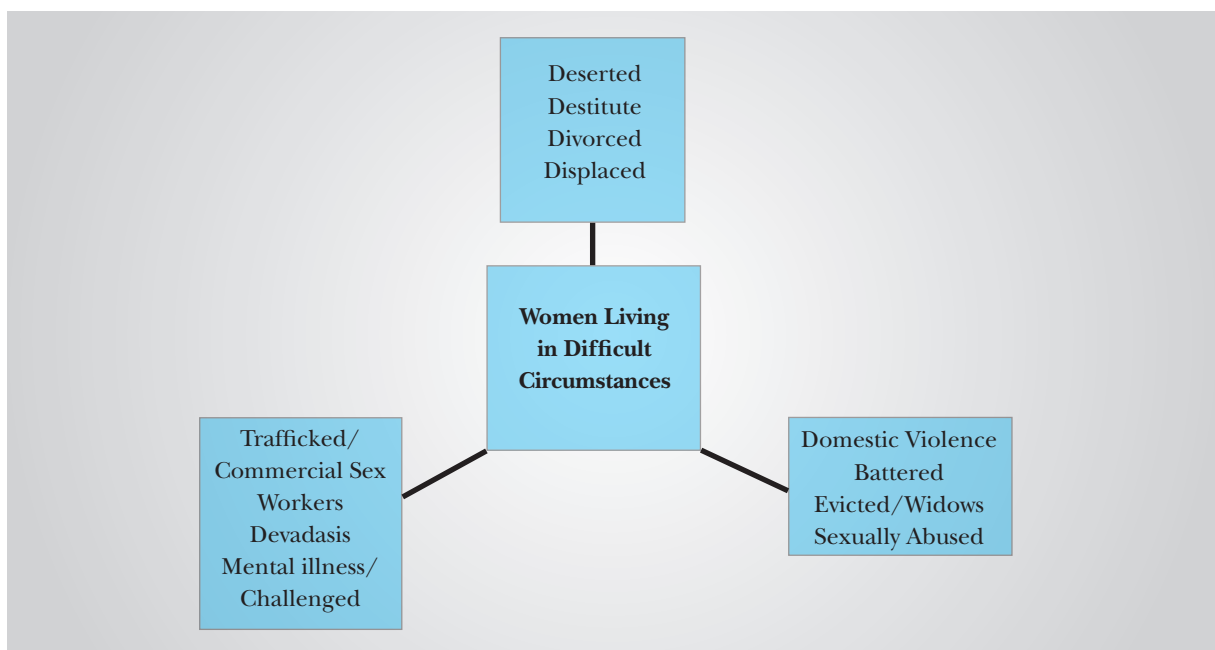 Deserted
Destitute
Divorced
Displaced
Women Living
in Difficult
Circumstances
Trafficked/
Commercial Sex
Workers
Devadasis
Mental illness/
Challenged
Domestic Violence
Battered
Evicted/Widows
Sexually Abused